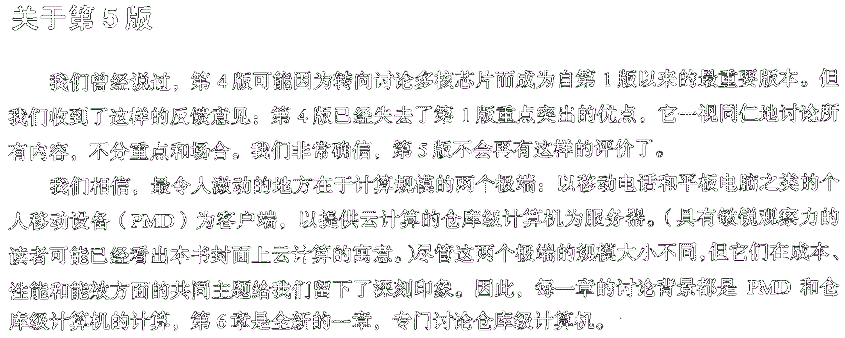 关于第5版
我们曾经说过，第4版可能因为转向讨论多核芯片而成为自第1版以来的最重要版本。但
我们收到了这样的反馈意见：第4版已经失去了第1版重点突出的优点，它一视同仁地讨论所
有内容，不分重点和场合。我们非常确信，第5版不会再有这样的评价了。
我们相信，最令人激动的地方在于计算规模的两个极端：以移动电话和平板电脑之类的个
人移动设备（PMD）为客户端，以提供云计算的仓库级计算机为服务器。（具有敏锐观察力的
读者可能已经看出本书封面上云计算的寓意。）尽管这两个极端的规模大小不同，但它们在成本、
性能和能效方面的共同主题给我们留下了深刻印象。因此，每一章的讨论背景都是PMD和仓
库级计算机的计算，第6章是全新的一章，专门讨论仓库级计算机。